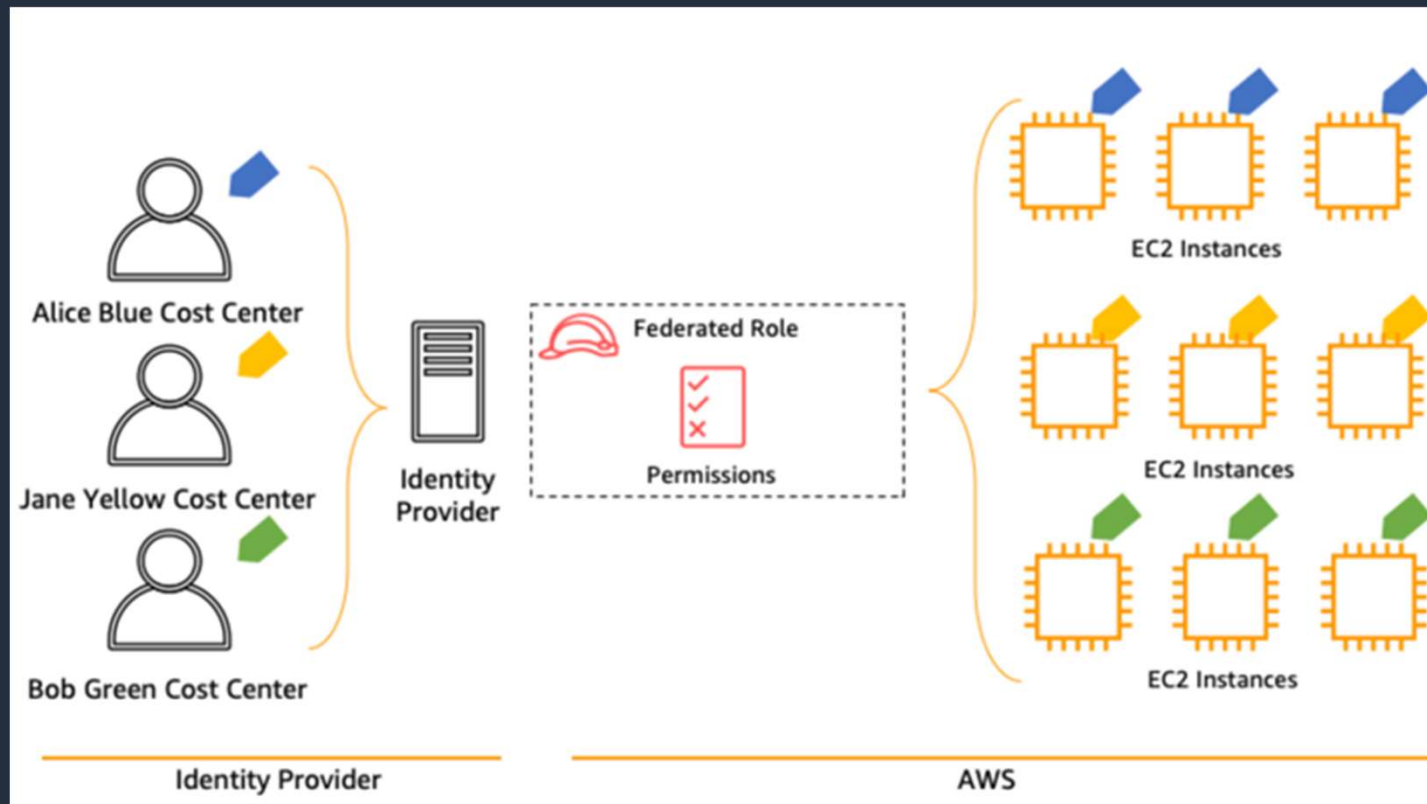 Alice Blue Cost Center
Jane Yellow Cost Center
Bob Green Cost Center
Identity
Provider
Federated Role
Permissions
EC2 Instances
EC2 Instances
EC2 Instances
Identity Provider
AWS